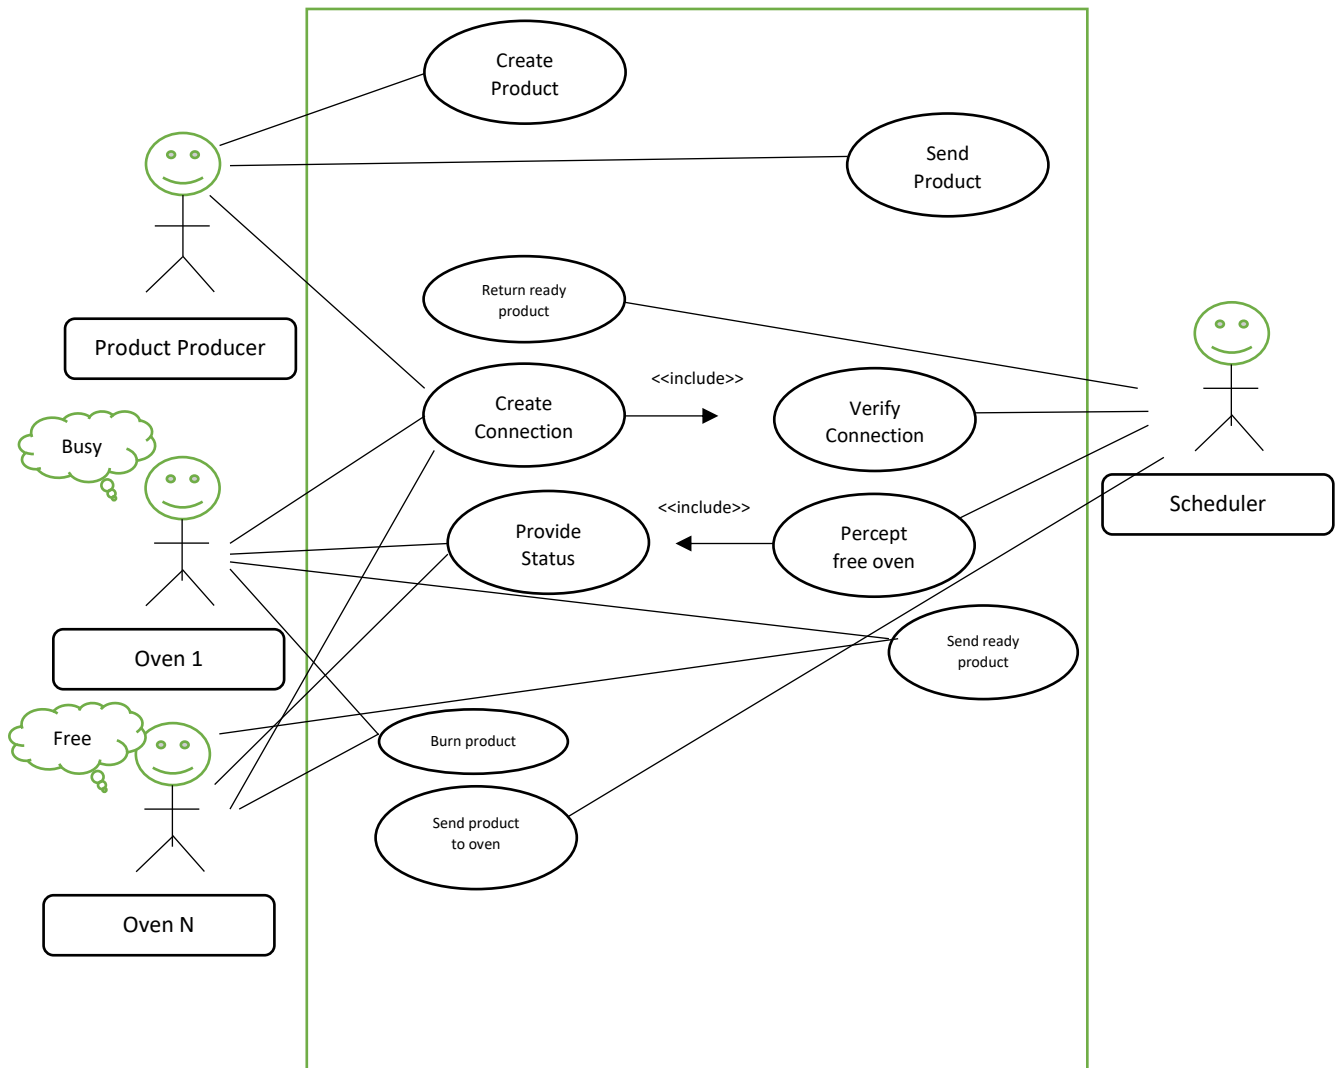 Create
Product
Send
Product
Return ready
product
Product Producer
<<include>>
Create
Connection
Verify
Connection
Busy
Scheduler
<<include>>
Provide
Status
Percept
free oven
Oven 1
Send ready
product
Free
Burn product
Send product
to oven
Oven N